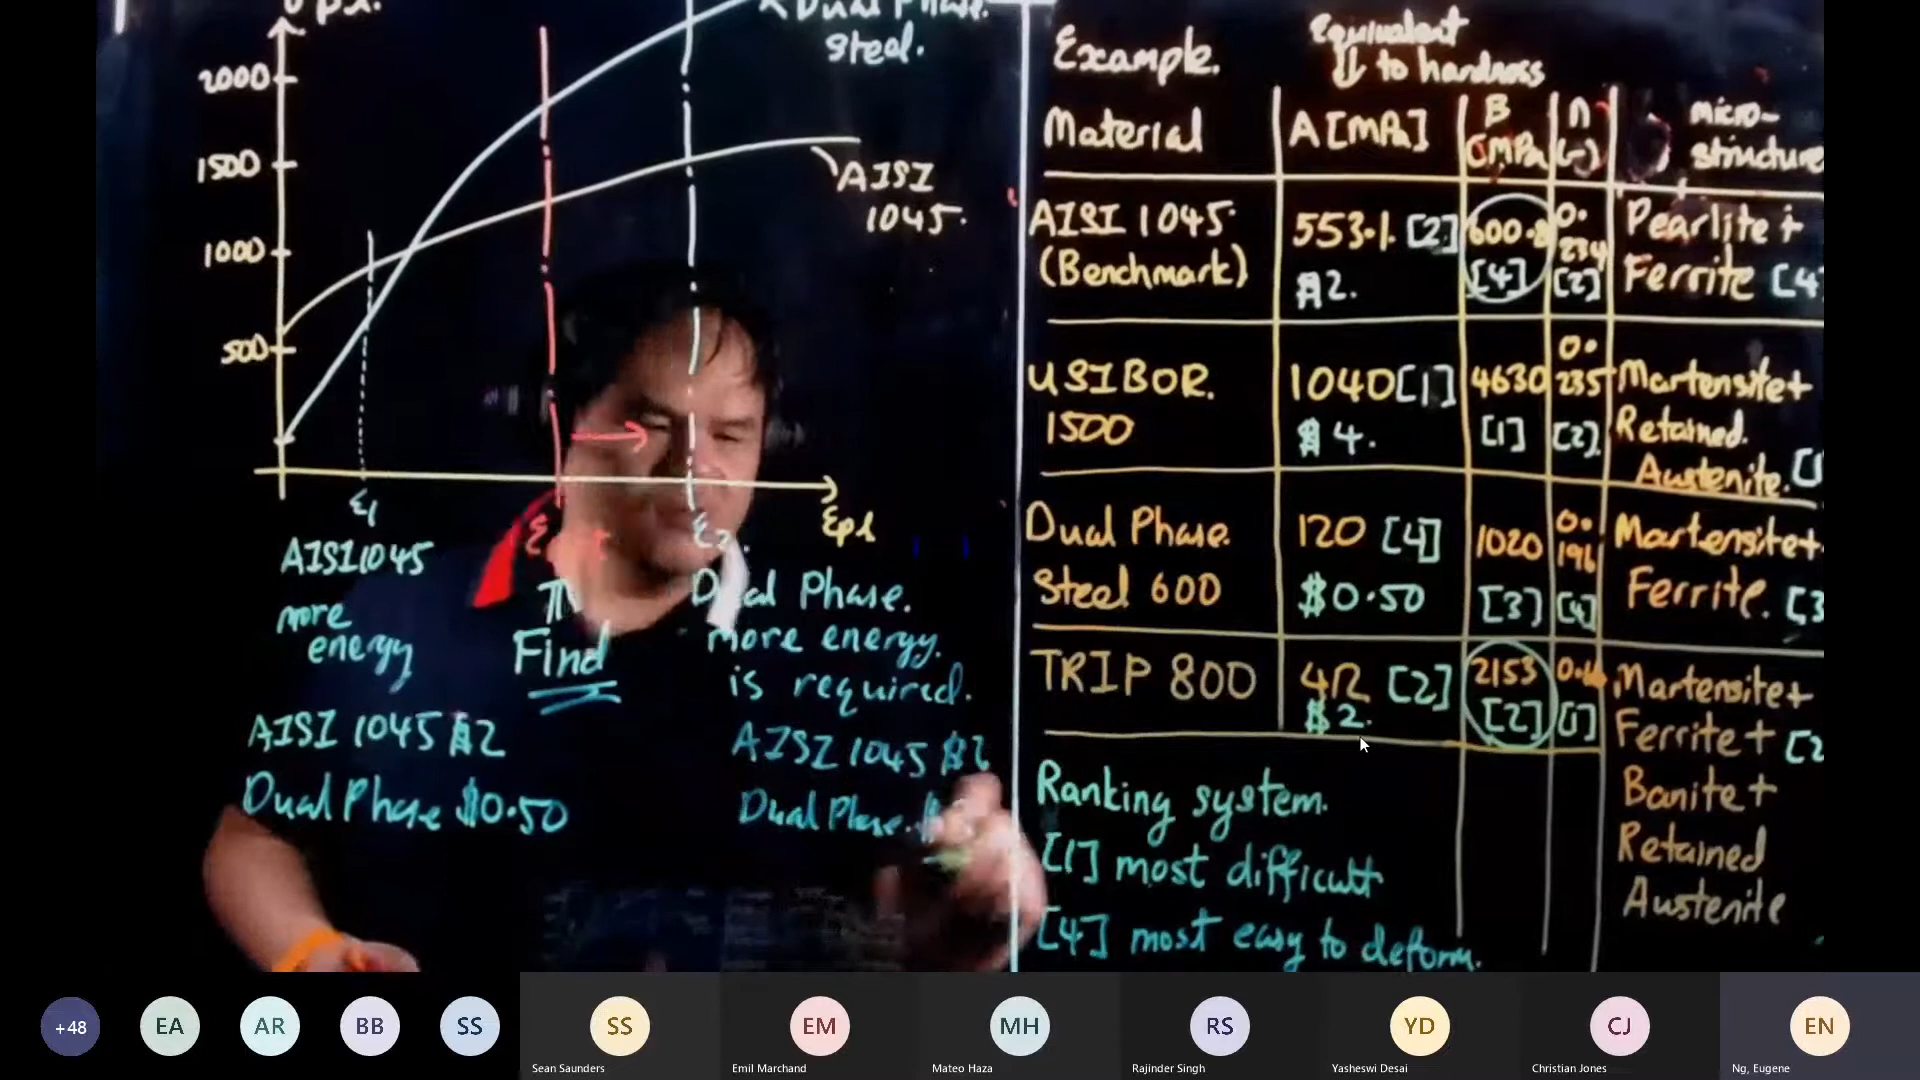 Dual Phase.
Steel.
2000
1500
1000
500
AISI
1045.
ε1
ε2.
εpl
AISI1045
more
energy
Find
Dual Phase.
more energy.
is required.
AISI 1045 $2
Dual Phase $0.50
AISI 1045 $2
Dual Phase.
Example.
Equivalent
to hardness
Material
A [MPa]
B
[MPa]
n
(-)
micro-
structure
AISI 1045
(Benchmark)
553.1. [2]
$2.
600.8
[4]
0.
234
[2]
Pearlite +
Ferrite [4
USIBOR.
1500
1040 [1]
$4.
4630
[1]
0.
235
[2]
Martensite +
Retained.
Austenite. [
Dual Phase.
Steel 600
120 [4]
$0.50
1020
[3]
0.
196
[4]
Martensite +
Ferrite. [3
TRIP 800
412 [2]
$2.
2153
[2]
[1]
Martensite +
Ferrite + [2
Banite +
Retained
Austenite
Ranking system.
[1] most difficult
[4] most easy to deform.
+48
EA
AR
BB
SS
SS
EM
MH
RS
YD
CJ
EN
Sean Saunders
Emil Marchand
Mateo Haza
Rajinder Singh
Yasheswi Desai
Christian Jones
Ng, Eugene